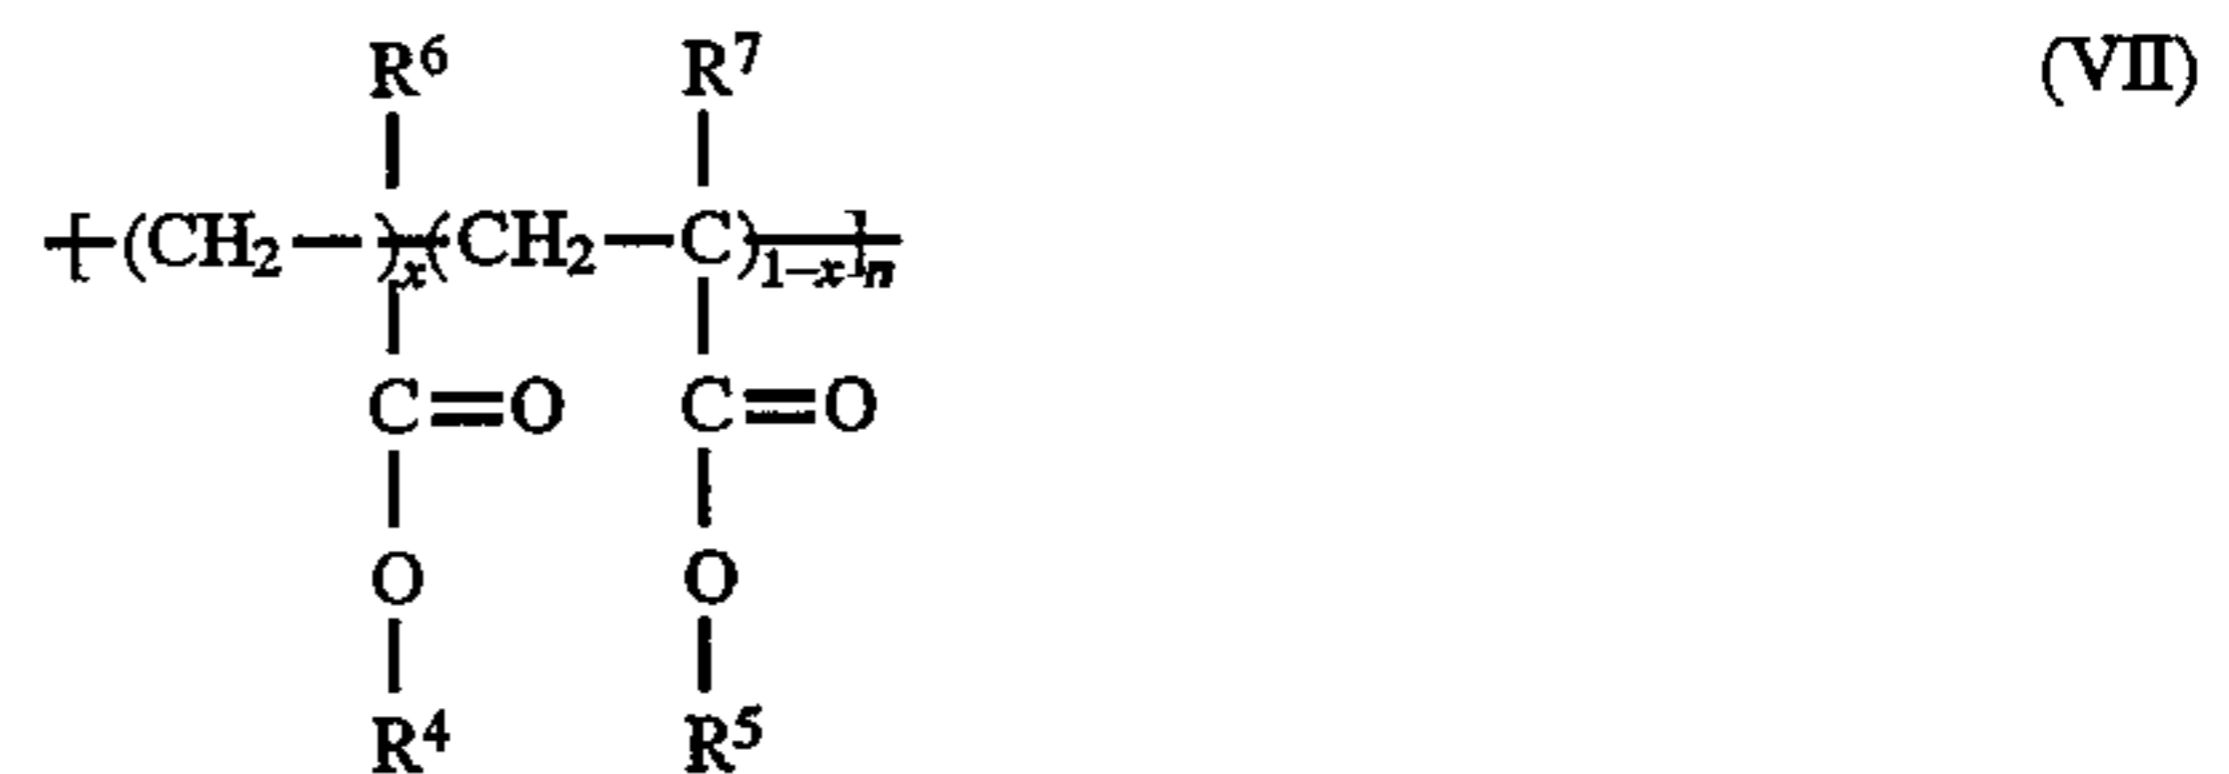 R⁶ R⁷ (VII)
[(CH₂— )ₓ(CH₂—C)₁₋ₓ]ₙ
C=O C=O
O O
R⁴ R⁵